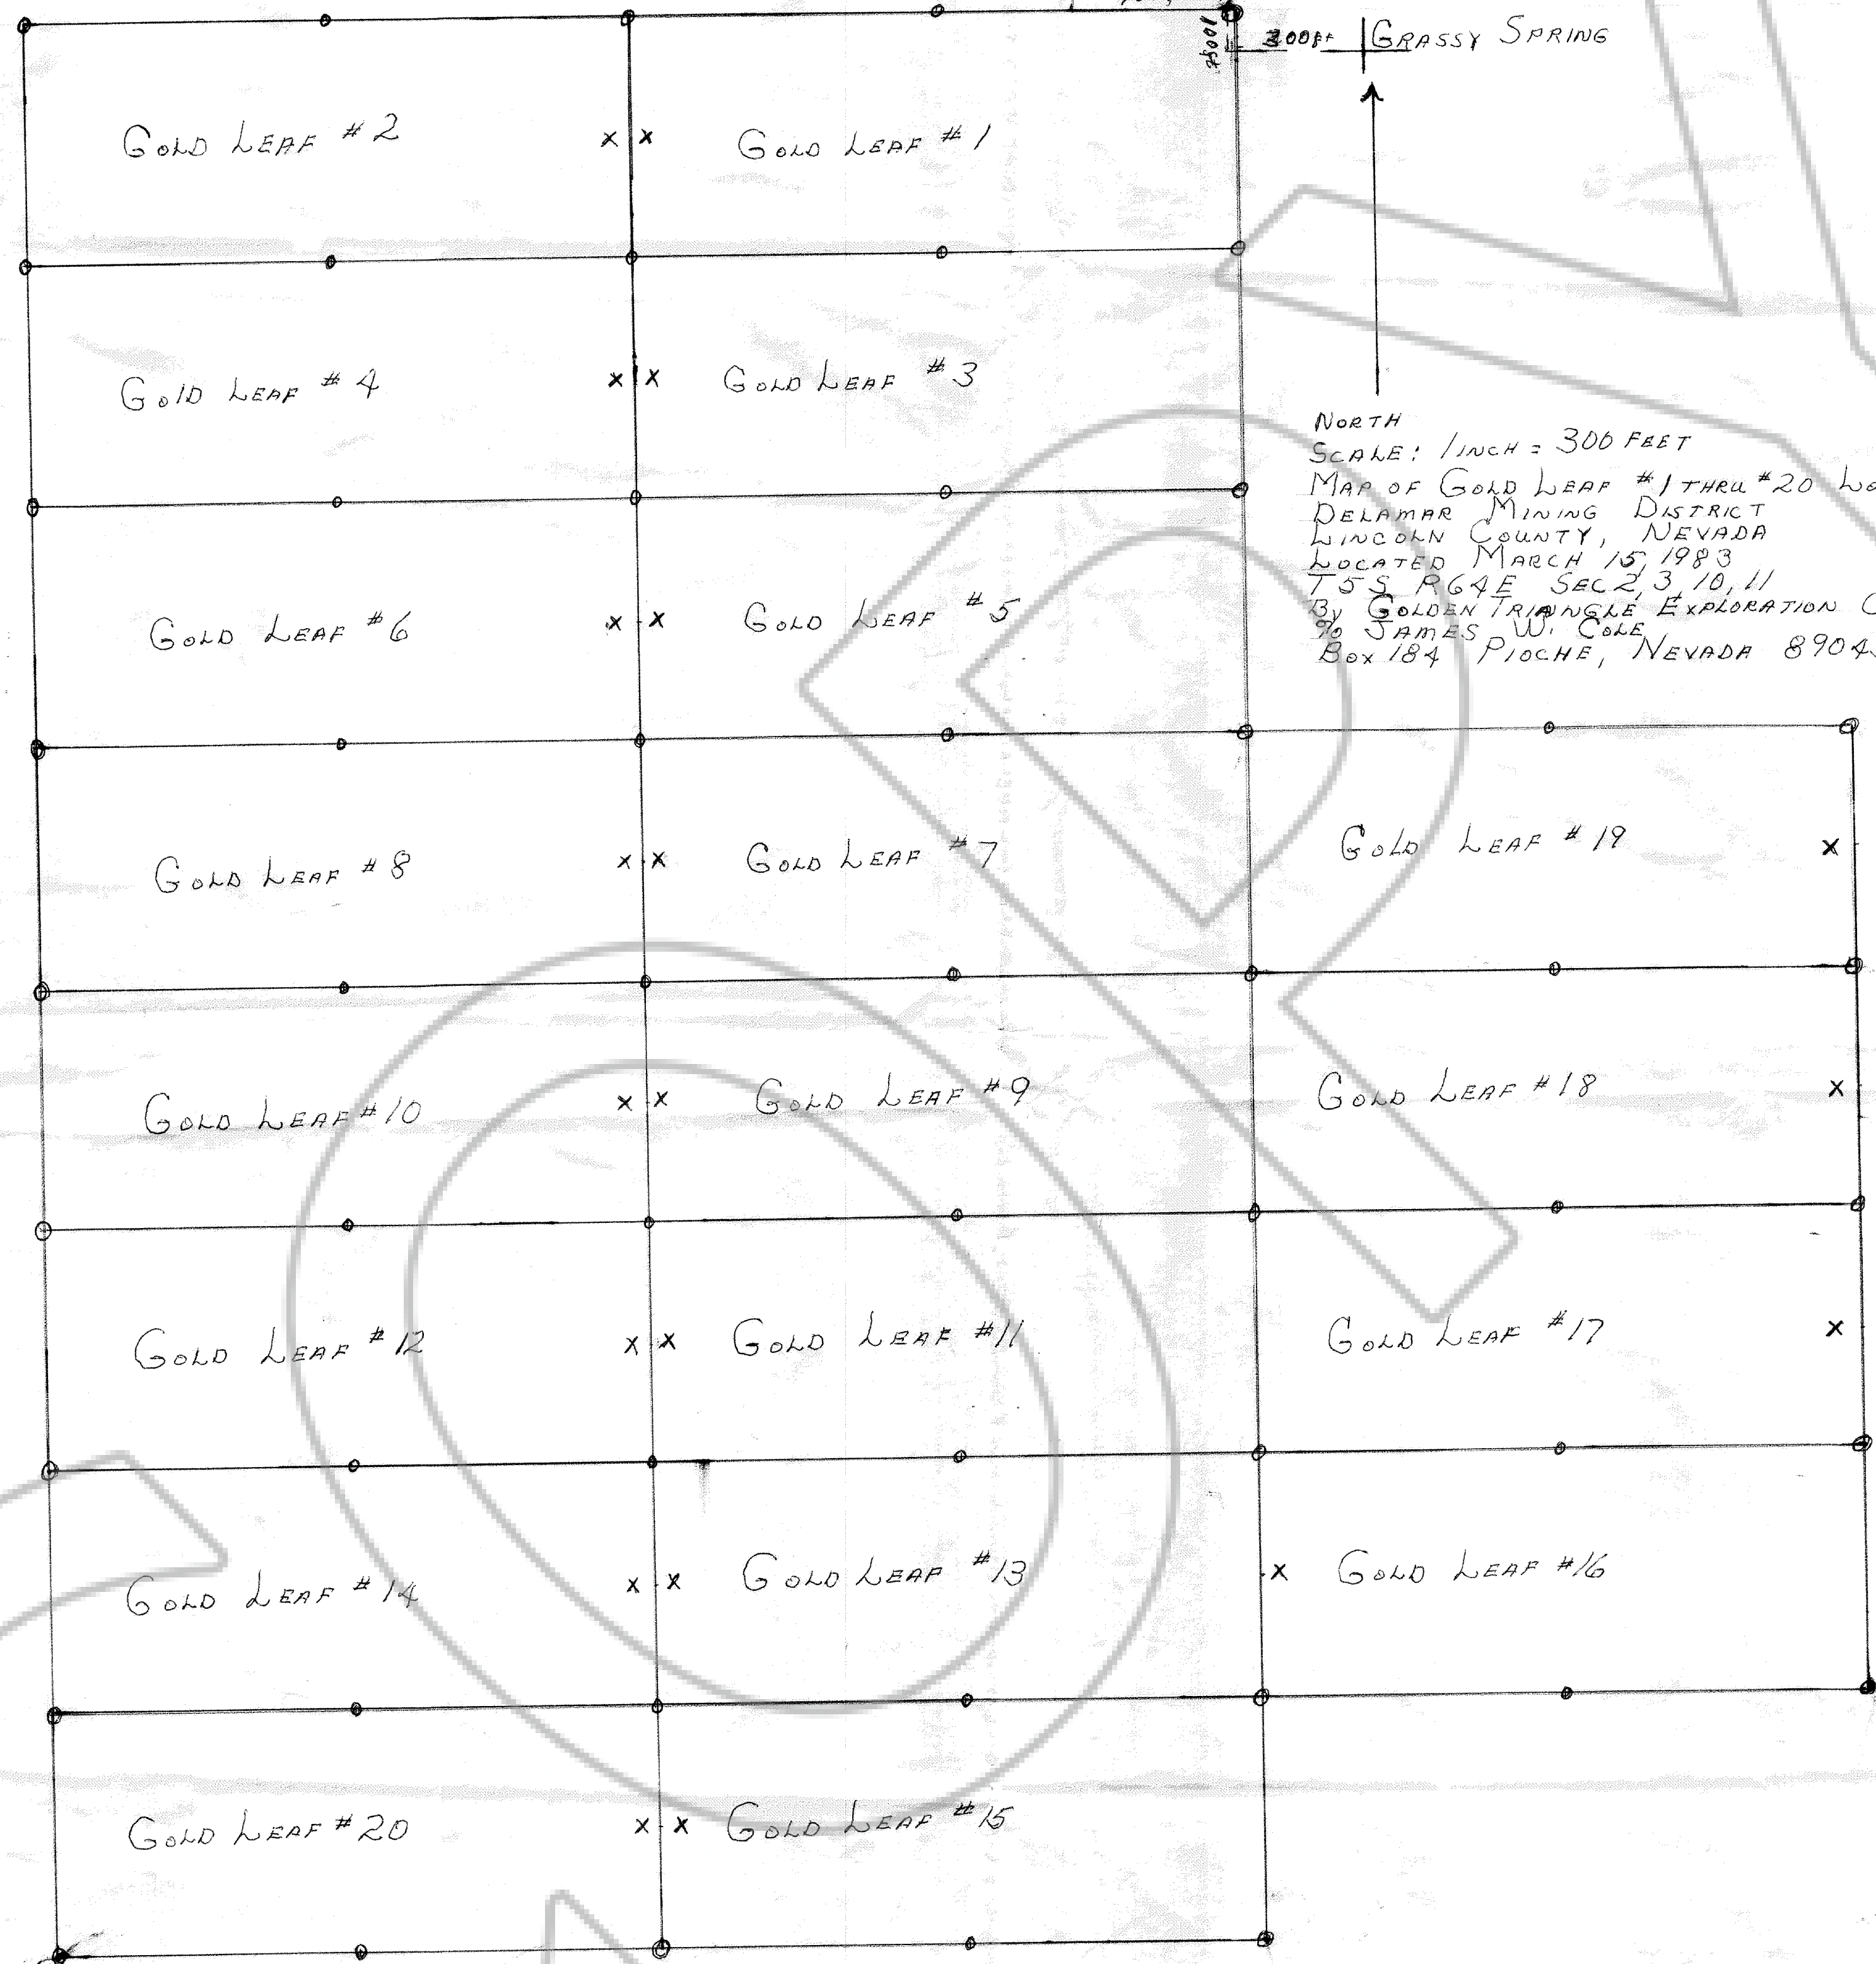 100ft
300ft GRASSY SPRING
GOLD LEAF #2
GOLD LEAF #1
GOLD LEAF #4
GOLD LEAF #3
NORTH
SCALE: 1 INCH = 300 FEET
MAP OF GOLD LEAF #1 THRU #20
DELAMAR MINING DISTRICT
LINCOLN COUNTY, NEVADA
LOCATED MARCH 15, 1983
T5S R64E SEC 2, 3, 10, 11
By GOLDEN TRIANGLE EXPLORATION
% JAMES W. COLE
Box 184 PIOCHE, NEVADA 8904
GOLD LEAF #6
GOLD LEAF #5
GOLD LEAF #8
GOLD LEAF #7
GOLD LEAF #19
GOLD LEAF #10
GOLD LEAF #9
GOLD LEAF #18
GOLD LEAF #12
GOLD LEAF #11
GOLD LEAF #17
GOLD LEAF #14
GOLD LEAF #13
GOLD LEAF #16
GOLD LEAF #20
GOLD LEAF #15